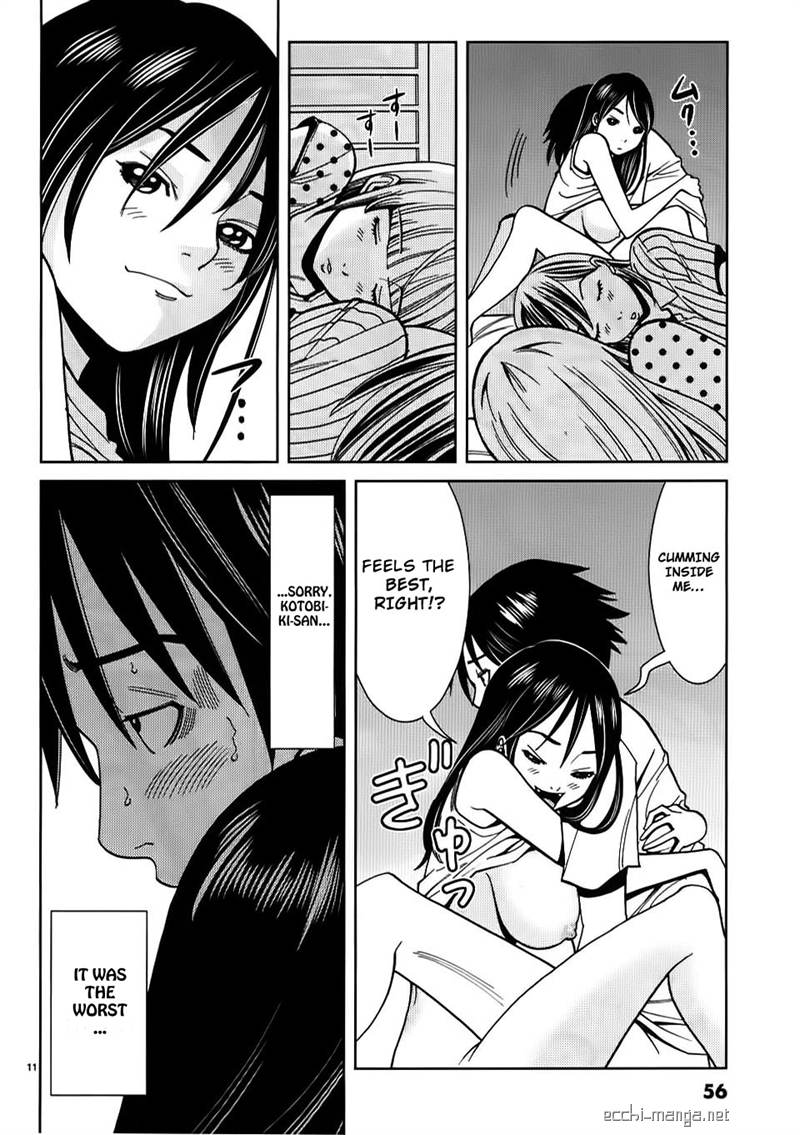 ムク…
すー
すー
CUMMING
INSIDE
ME...
FEELS THE
BEST,
RIGHT!?
ぎゅっ
...SORRY.
KOTOBI-
KI-SAN...
IT WAS
THE
WORST
...
11
56
ecchi-manga.net